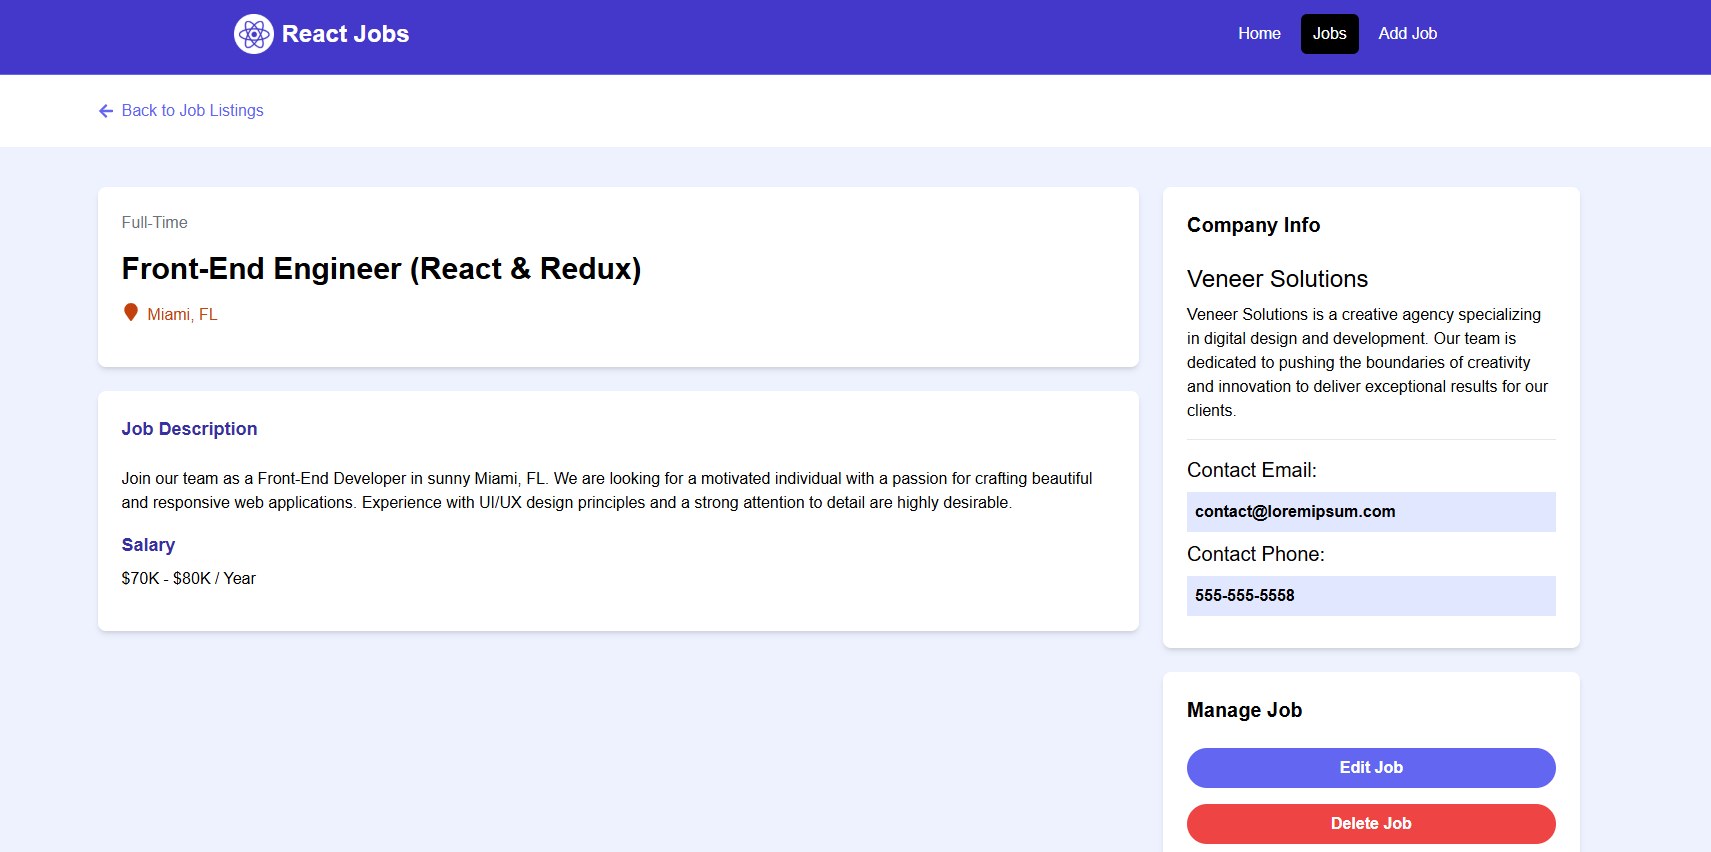 React Jobs
Home
Jobs
Add Job
Back to Job Listings
Full-Time
Front-End Engineer (React & Redux)
Miami, FL
Job Description
Join our team as a Front-End Developer in sunny Miami, FL. We are looking for a motivated individual with a passion for crafting beautiful
and responsive web applications. Experience with UI/UX design principles and a strong attention to detail are highly desirable.
Salary
$70K - $80K / Year
Company Info
Veneer Solutions
Veneer Solutions is a creative agency specializing
in digital design and development. Our team is
dedicated to pushing the boundaries of creativity
and innovation to deliver exceptional results for our
clients.
Contact Email:
contact@loremipsum.com
Contact Phone:
555-555-5558
Manage Job
Edit Job
Delete Job